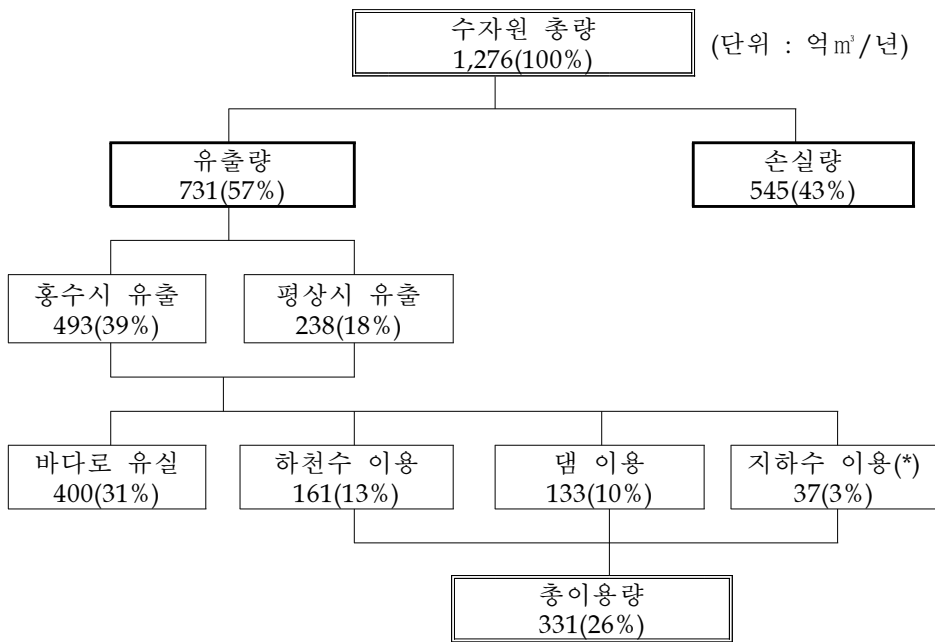 수자원 총량
1,276(100%)
(단위 : 억㎥/년)
유출량
731(57%)
손실량
545(43%)
홍수시 유출
493(39%)
평상시 유출
238(18%)
바다로 유실
400(31%)
하천수 이용
161(13%)
댐 이용
133(10%)
지하수 이용(*)
37(3%)
총이용량
331(26%)